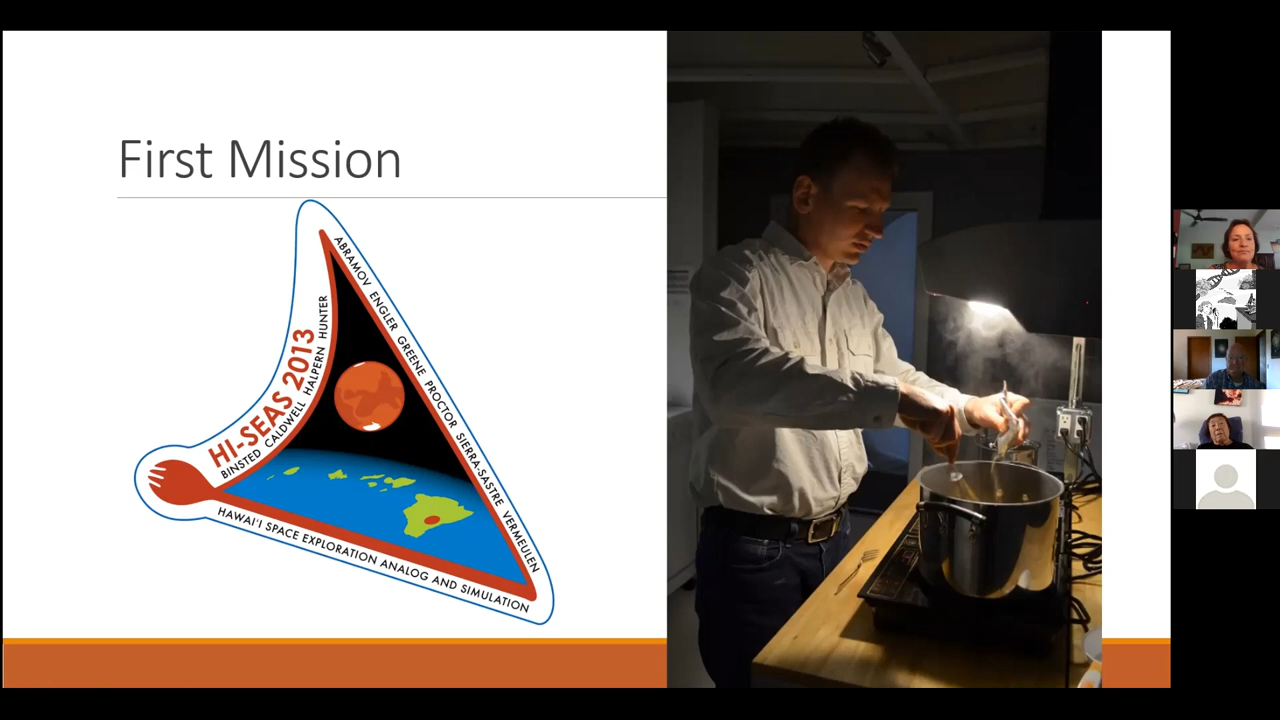 First Mission
HI-SEAS 2013
BINSTED CALDWELL HALPERN HUNTER
ABRAMOV ENGLER GREENE PROCTOR SIERRA-SASTRE VERMEULEN
HAWAI'I SPACE EXPLORATION ANALOG AND SIMULATION